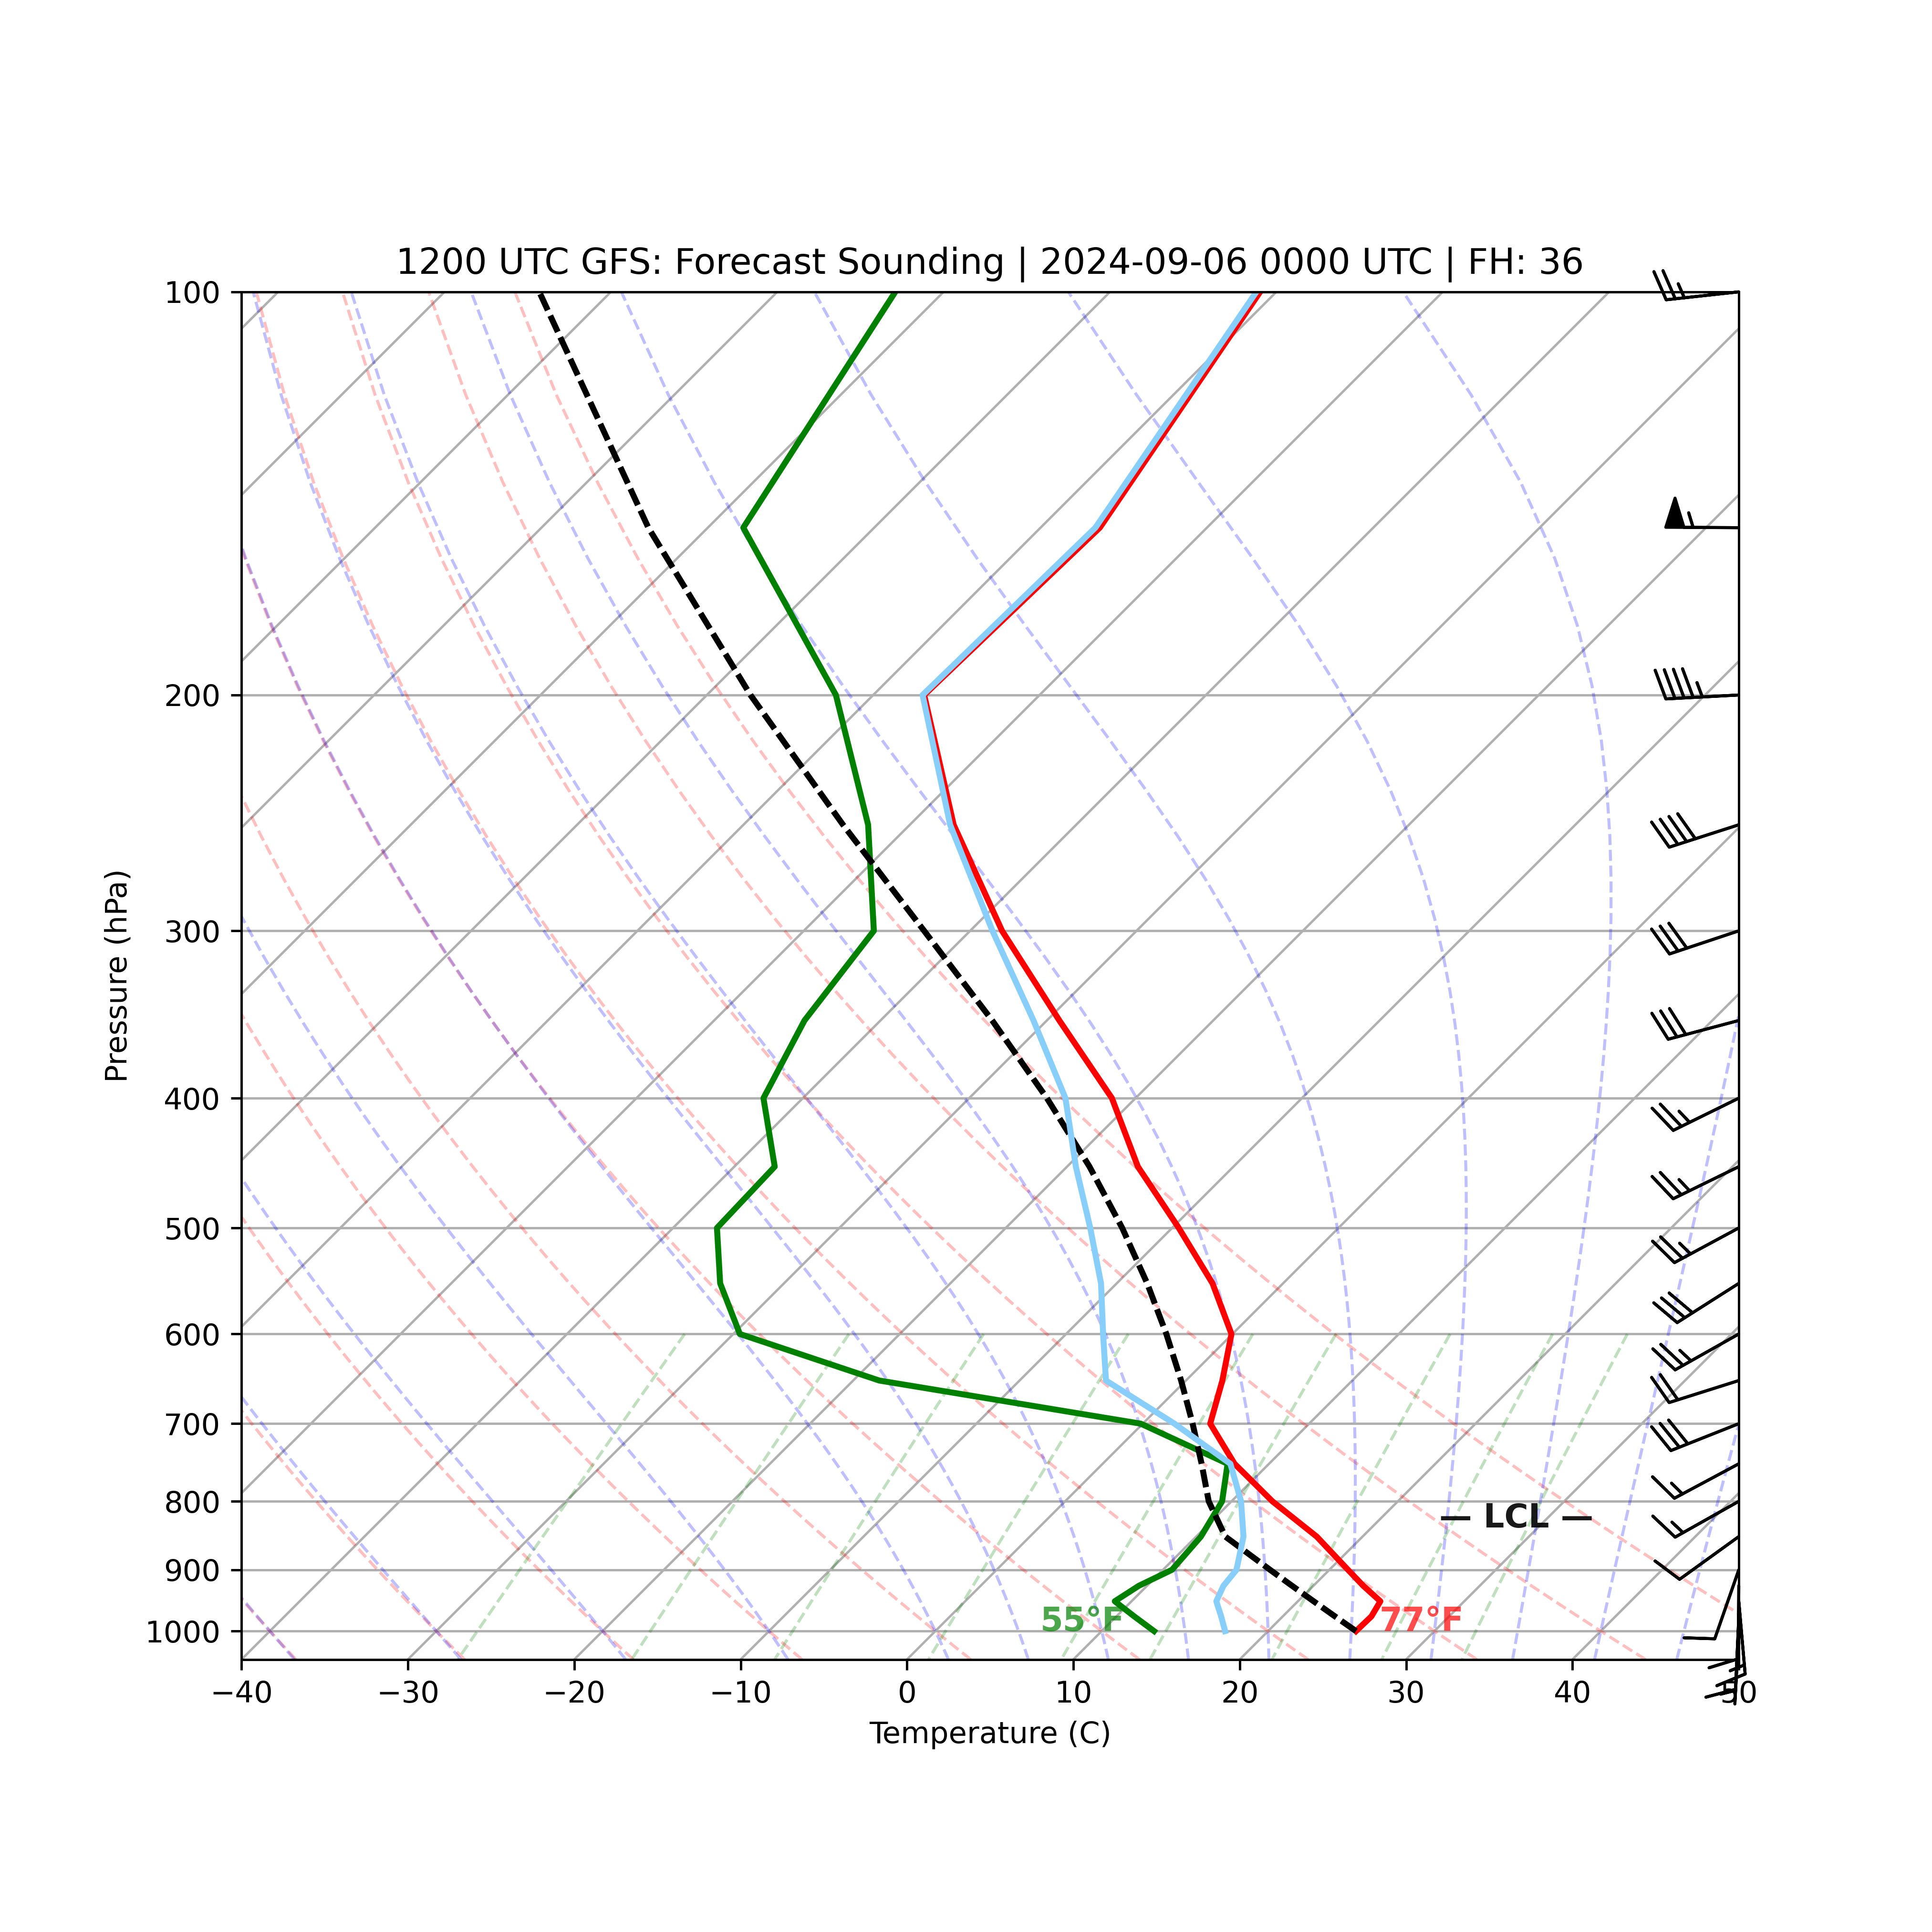 1200 UTC GFS: Forecast Sounding | 2024-09-06 0000 UTC | FH: 36
100
200
300
400
500
600
700
800
900
1000
Pressure (hPa)
— LCL —
55°F
77°F
−40 −30 −20 −10 0 10 20 30 40 50
Temperature (C)